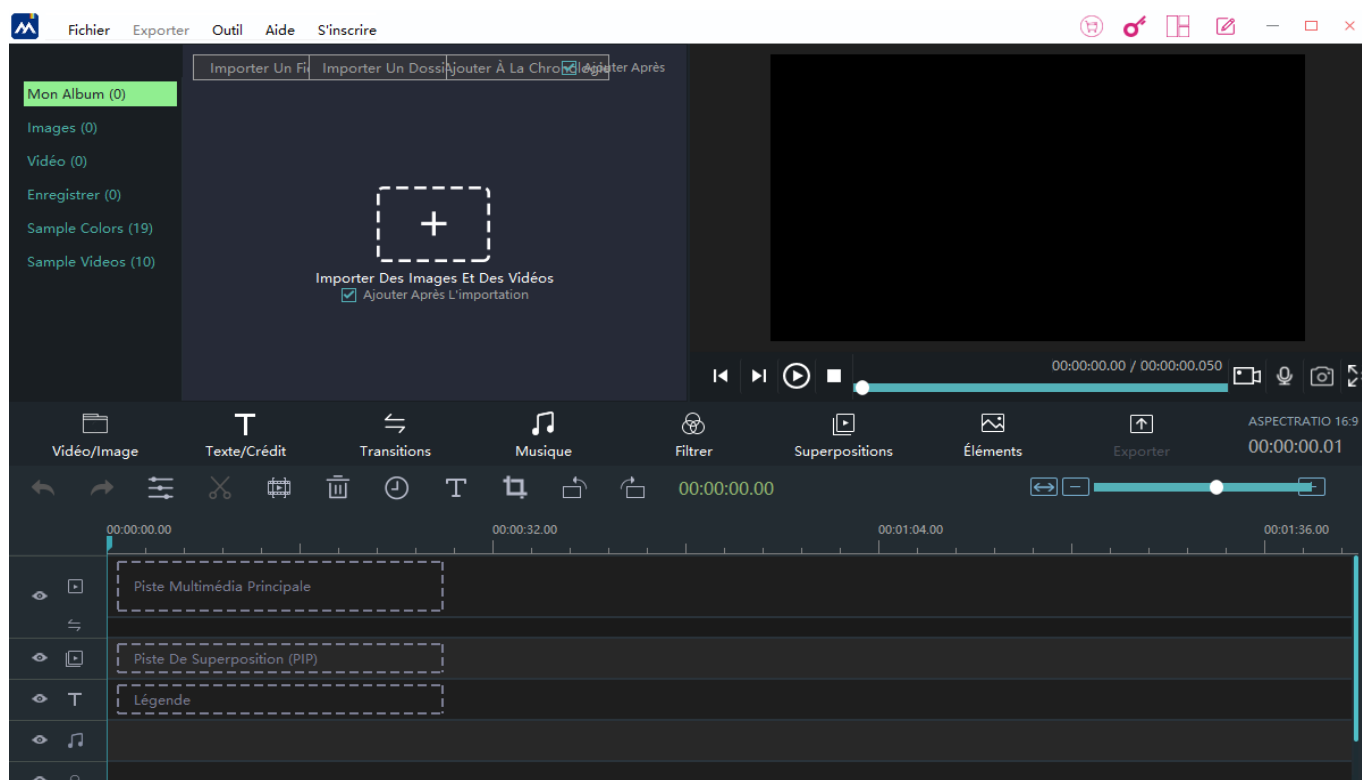 Fichier Exporter Outil Aide S'inscrire
Importer Un Fi Importer Un Dossi Ajouter À La Chronologie Ajouter Après
Mon Album (0)
Images (0)
Vidéo (0)
Enregistrer (0)
Sample Colors (19)
Sample Videos (10)
Importer Des Images Et Des Vidéos
Ajouter Après L'importation
00:00:00.00 / 00:00:00.050
Vidéo/Image Texte/Crédit Transitions Musique Filtrer Superpositions Éléments Exporter
ASPECTRATIO 16:9
00:00:00.01
00:00:00.00
00:00:00.00 00:00:32.00 00:01:04.00 00:01:36.00
Piste Multimédia Principale
Piste De Superposition (PIP)
Légende